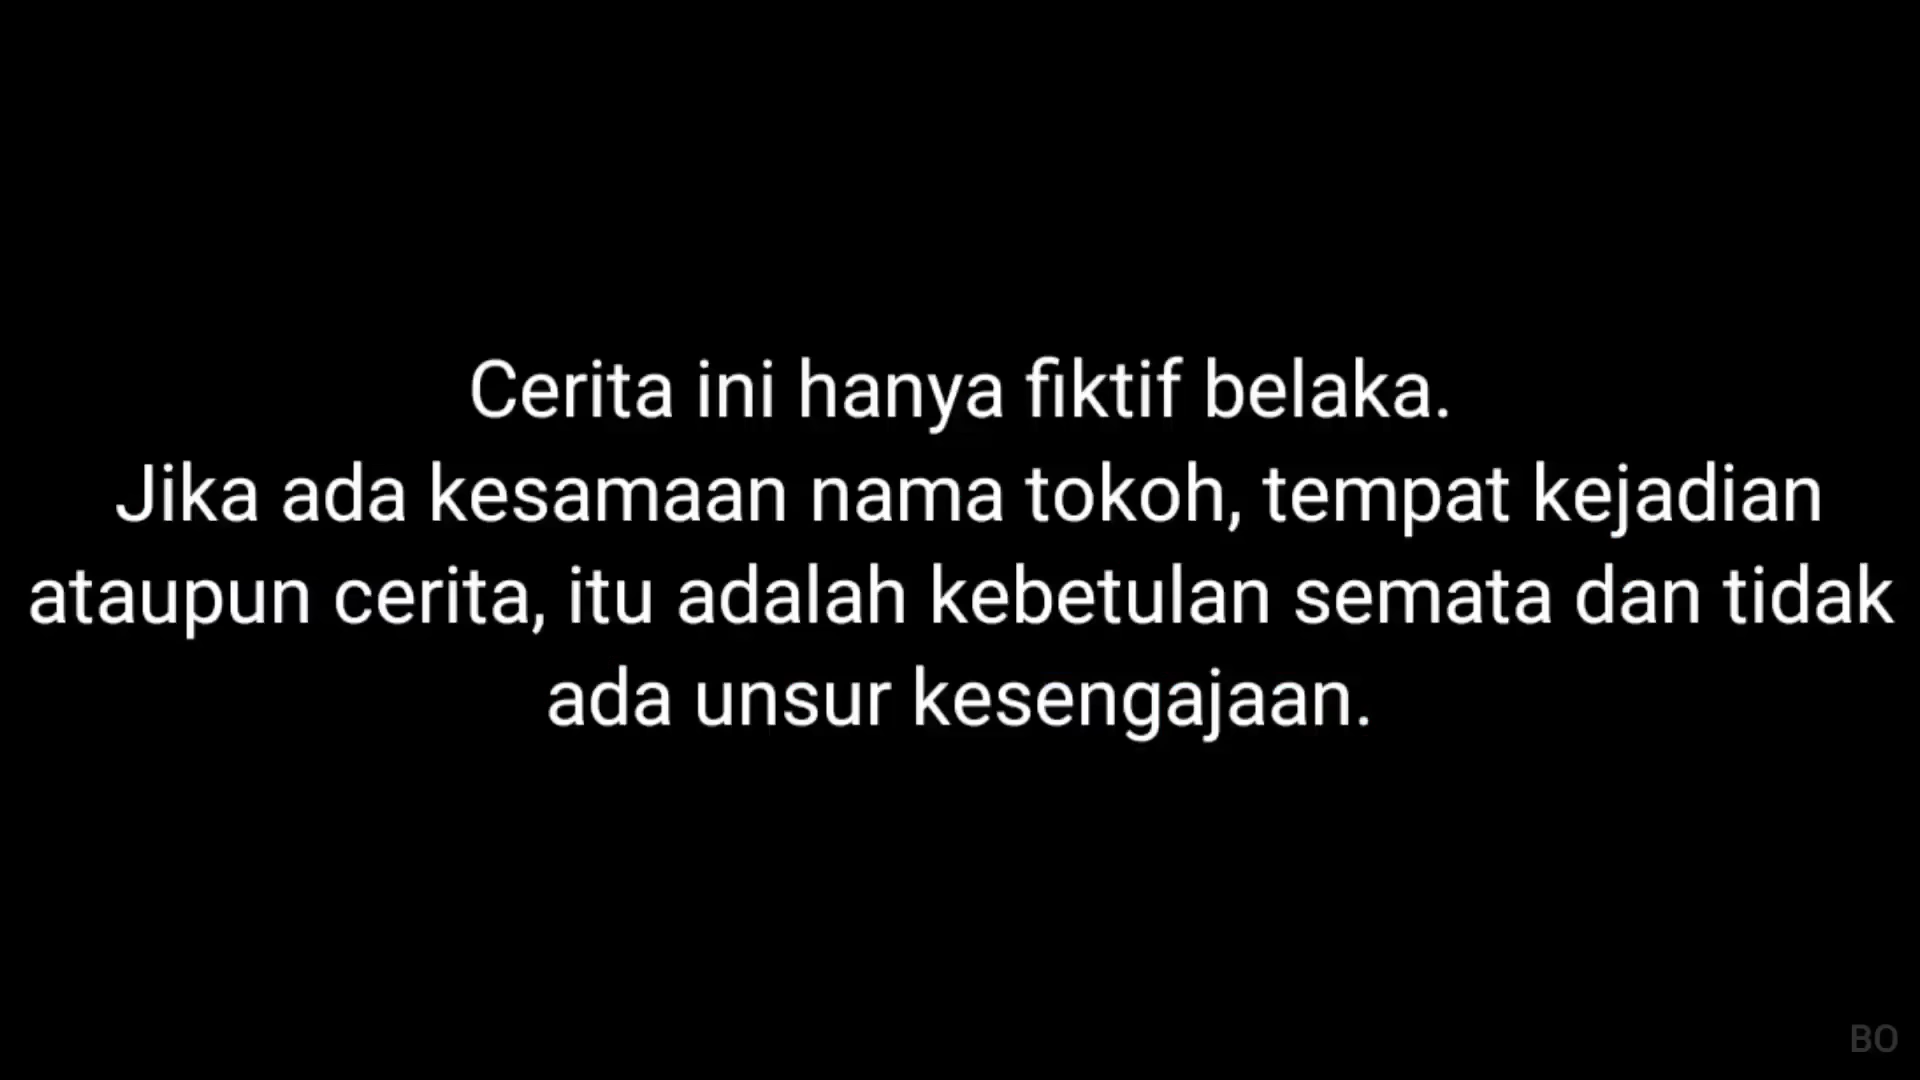 Cerita ini hanya fiktif belaka.
Jika ada kesamaan nama tokoh, tempat kejadian
ataupun cerita, itu adalah kebetulan semata dan tidak
ada unsur kesengajaan.
BO